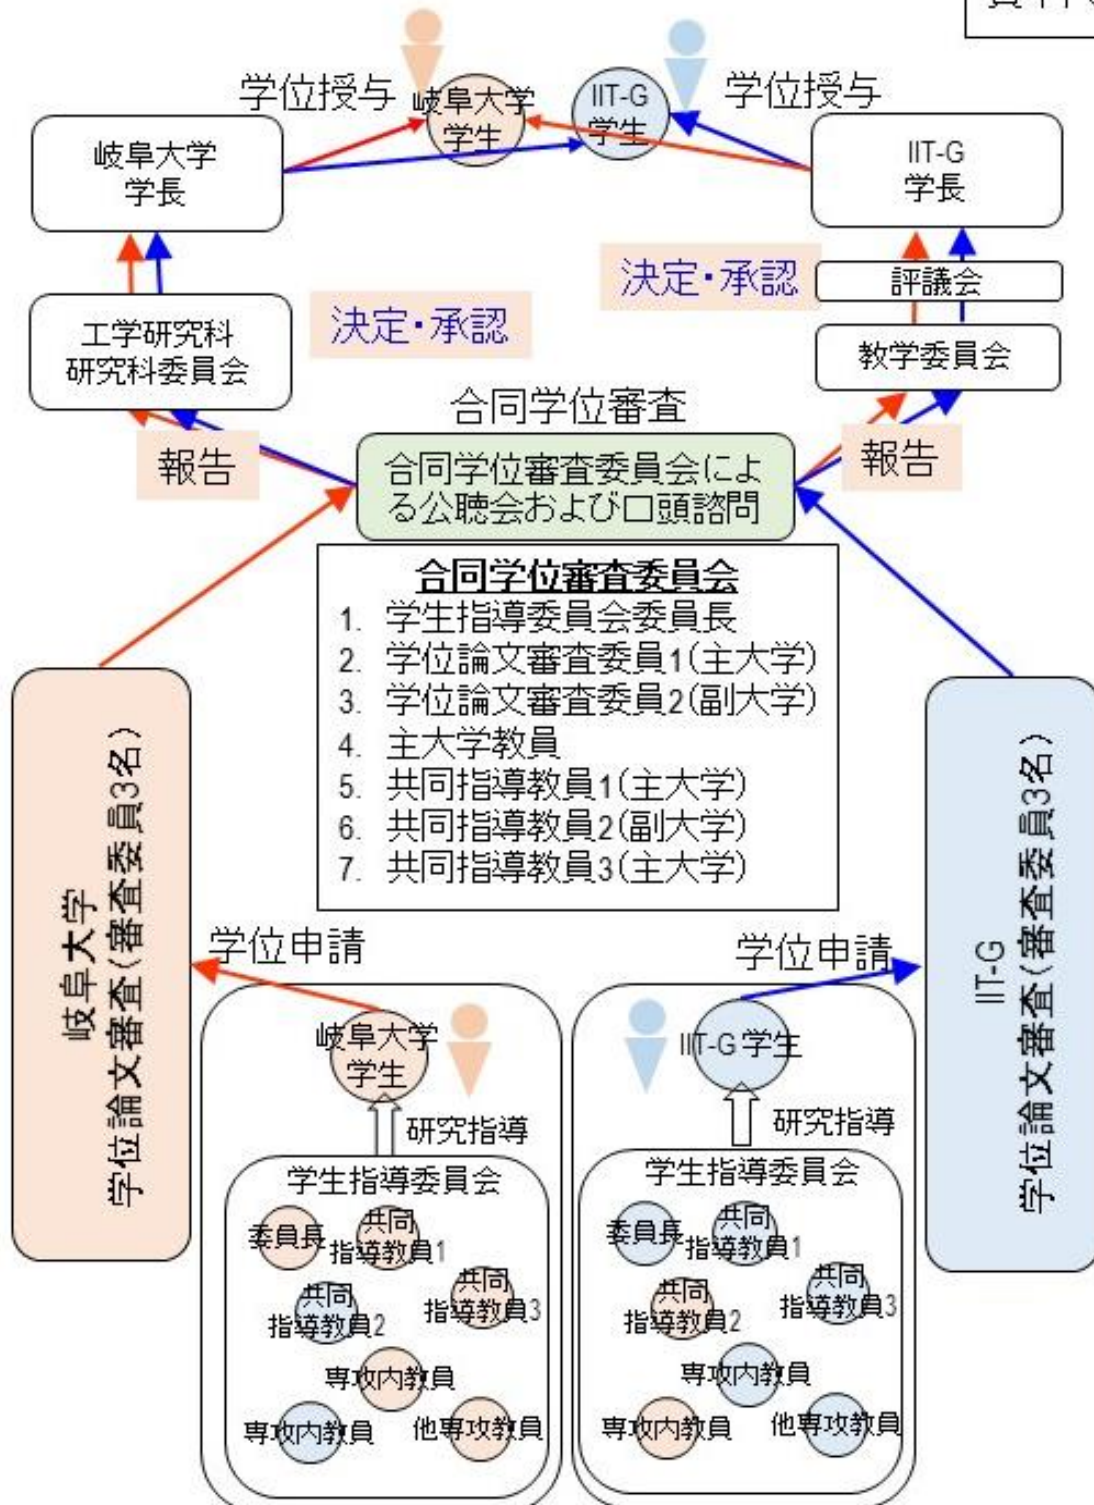 学位授与
岐阜大学
学生
IIT-G
学生
学位授与
岐阜大学
学長
IIT-G
学長
決定・承認
評議会
工学研究科
研究科委員会
決定・承認
教学委員会
合同学位審査
報告
合同学位審査委員会によ
る公聴会および口頭諮問
報告
合同学位審査委員会
1. 学生指導委員会委員長
2. 学位論文審査委員1(主大学)
3. 学位論文審査委員2(副大学)
4. 主大学教員
5. 共同指導教員1(主大学)
6. 共同指導教員2(副大学)
7. 共同指導教員3(主大学)
岐阜大学
学位論文審査(審査委員3名)
IIT-G
学位論文審査(審査委員3名)
学位申請
学位申請
岐阜大学
学生
研究指導
学生指導委員会
委員長
共同
指導教員1
共同
指導教員2
共同
指導教員3
専攻内教員
専攻内教員
他専攻教員
IIT-G 学生
研究指導
学生指導委員会
委員長
共同
指導教員1
共同
指導教員2
共同
指導教員3
専攻内教員
専攻内教員
他専攻教員